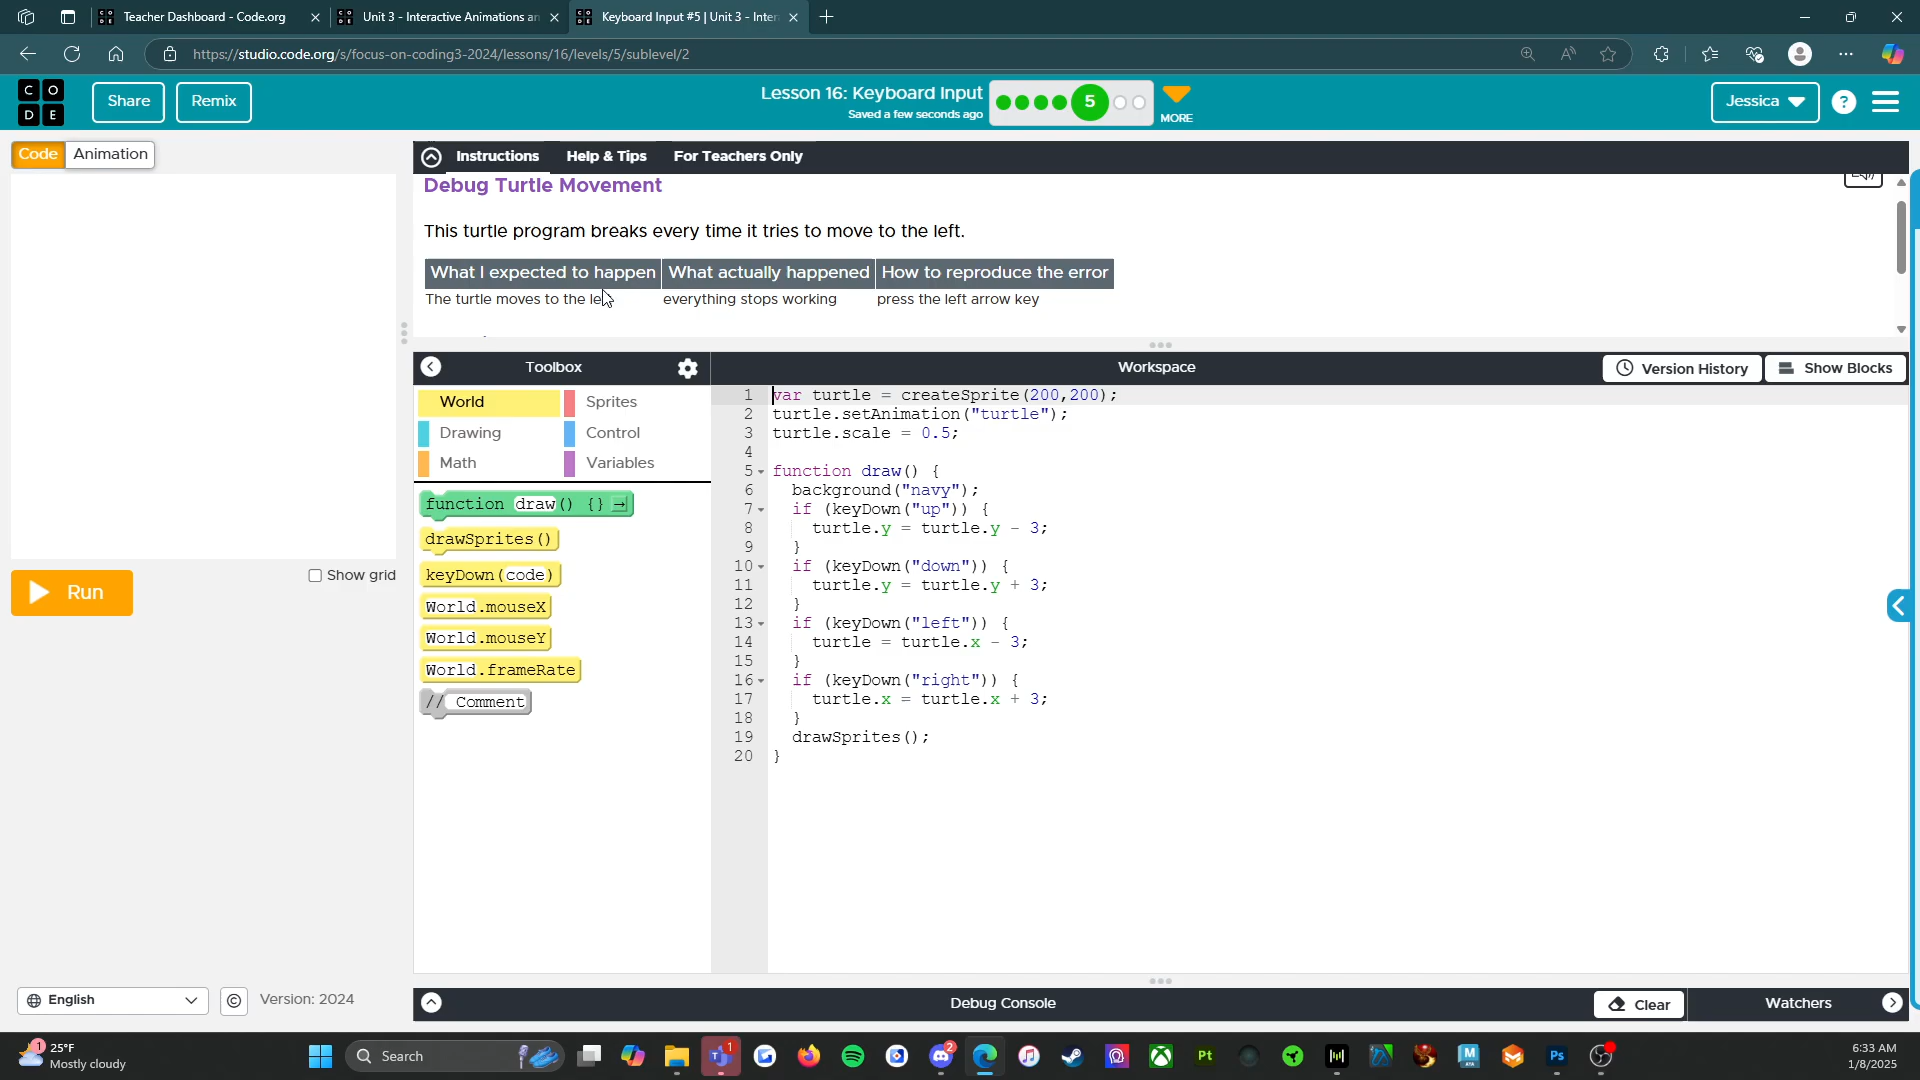 Teacher Dashboard - Code.org
Unit 3 - Interactive Animations an
Keyboard Input #5 | Unit 3 - Inter
https://studio.code.org/s/focus-on-coding3-2024/lessons/16/levels/5/sublevel/2
CO
DE
Share
Remix
Lesson 16: Keyboard Input
Saved a few seconds ago
5
MORE
Jessica
?
Code
Animation
Instructions
Help & Tips
For Teachers Only
Debug Turtle Movement
This turtle program breaks every time it tries to move to the left.
What I expected to happen What actually happened How to reproduce the error
The turtle moves to the left everything stops working press the left arrow key
Toolbox
Workspace
Version History
Show Blocks
World
Sprites
Drawing
Control
Math
Variables
function draw() {}
drawSprites()
keyDown(code)
World.mouseX
World.mouseY
World.frameRate
// Comment
1 var turtle = createSprite(200,200);
2 turtle.setAnimation("turtle");
3 turtle.scale = 0.5;
4
5 function draw() {
6 background("navy");
7 if (keyDown("up")) {
8 turtle.y = turtle.y - 3;
9 }
10 if (keyDown("down")) {
11 turtle.y = turtle.y + 3;
12 }
13 if (keyDown("left")) {
14 turtle = turtle.x - 3;
15 }
16 if (keyDown("right")) {
17 turtle.x = turtle.x + 3;
18 }
19 drawSprites();
20 }
Run
Show grid
English
©
Version: 2024
Debug Console
Clear
Watchers
1
25°F
Mostly cloudy
Search
1
2
Pt
M
Ps
6:33 AM
1/8/2025